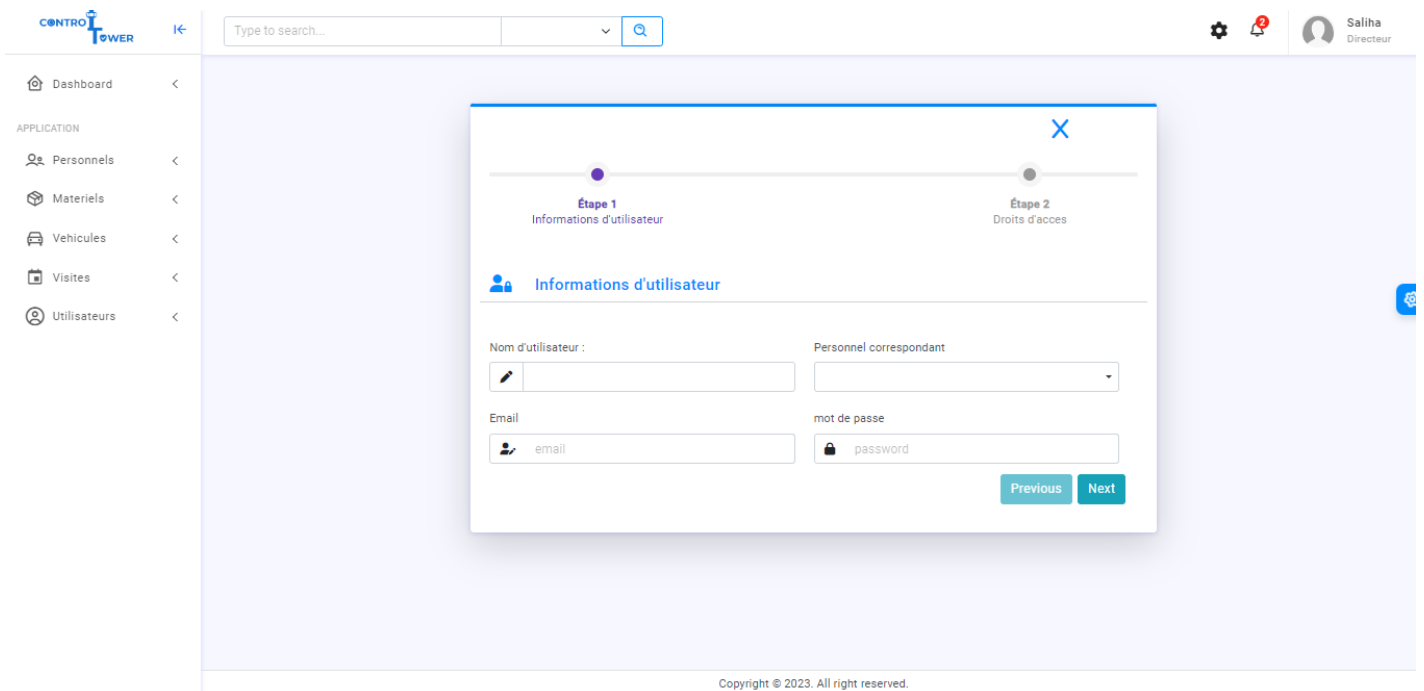 CONTROL TOWER
Type to search...
2
Saliha
Directeur
Dashboard
APPLICATION
Personnels
Materiels
Vehicules
Visites
Utilisateurs
X
Étape 1
Informations d'utilisateur
Étape 2
Droits d'acces
Informations d'utilisateur
Nom d'utilisateur :
Personnel correspondant
Email
mot de passe
email
password
Previous
Next
Copyright © 2023. All right reserved.